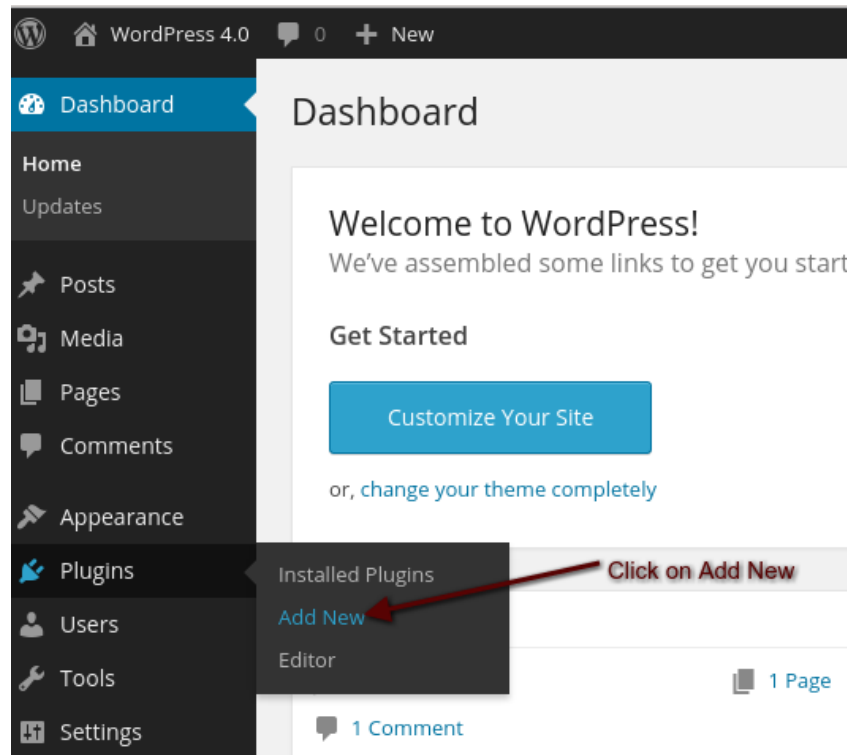 WordPress 4.0 0 New
Dashboard
Home
Updates
Posts
Media
Pages
Comments
Appearance
Plugins
Users
Tools
Settings
Dashboard
Welcome to WordPress!
We've assembled some links to get you start
Get Started
Customize Your Site
or, change your theme completely
Installed Plugins
Add New
Editor
Click on Add New
1 Page
1 Comment